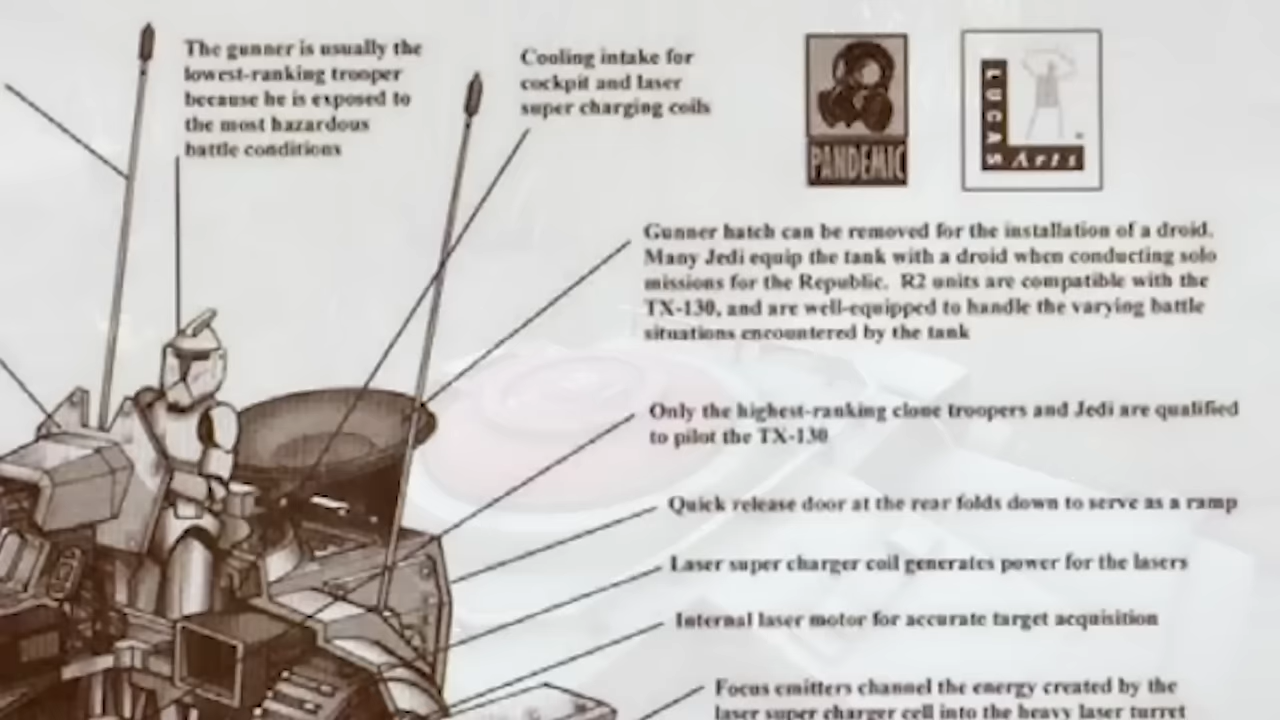 The gunner is usually the
lowest-ranking trooper
because he is exposed to
the most hazardous
battle conditions
Cooling intake for
cockpit and laser
super charging coils
PANDEMIC
LUCAS
Arts
Gunner hatch can be removed for the installation of a droid.
Many Jedi equip the tank with a droid when conducting solo
missions for the Republic. R2 units are compatible with the
TX-130, and are well-equipped to handle the varying battle
situations encountered by the tank
Only the highest-ranking clone troopers and Jedi are qualified
to pilot the TX-130
Quick release door at the rear folds down to serve as a ramp
Laser super charger coil generates power for the lasers
Internal laser motor for accurate target acquisition
Focus emitters channel the energy created by the
laser super charger cell into the heavy laser turret